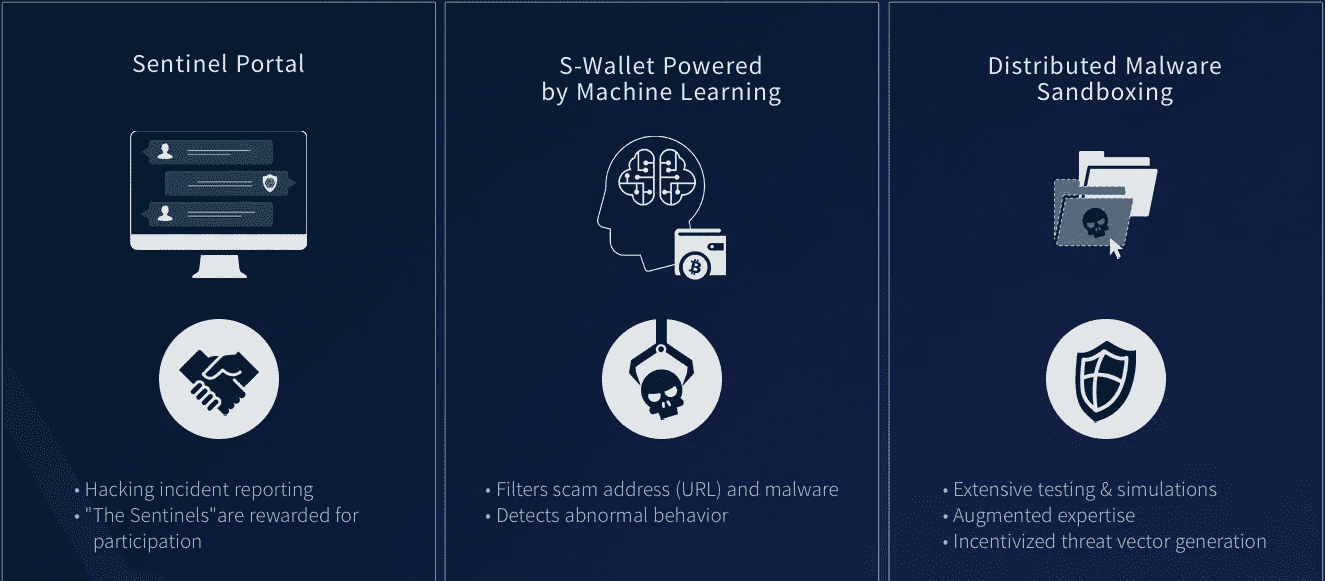 Sentinel Portal
• Hacking incident reporting
• "The Sentinels"are rewarded for
participation
S-Wallet Powered
by Machine Learning
• Filters scam address (URL) and malware
• Detects abnormal behavior
Distributed Malware
Sandboxing
• Extensive testing & simulations
• Augmented expertise
• Incentivized threat vector generation